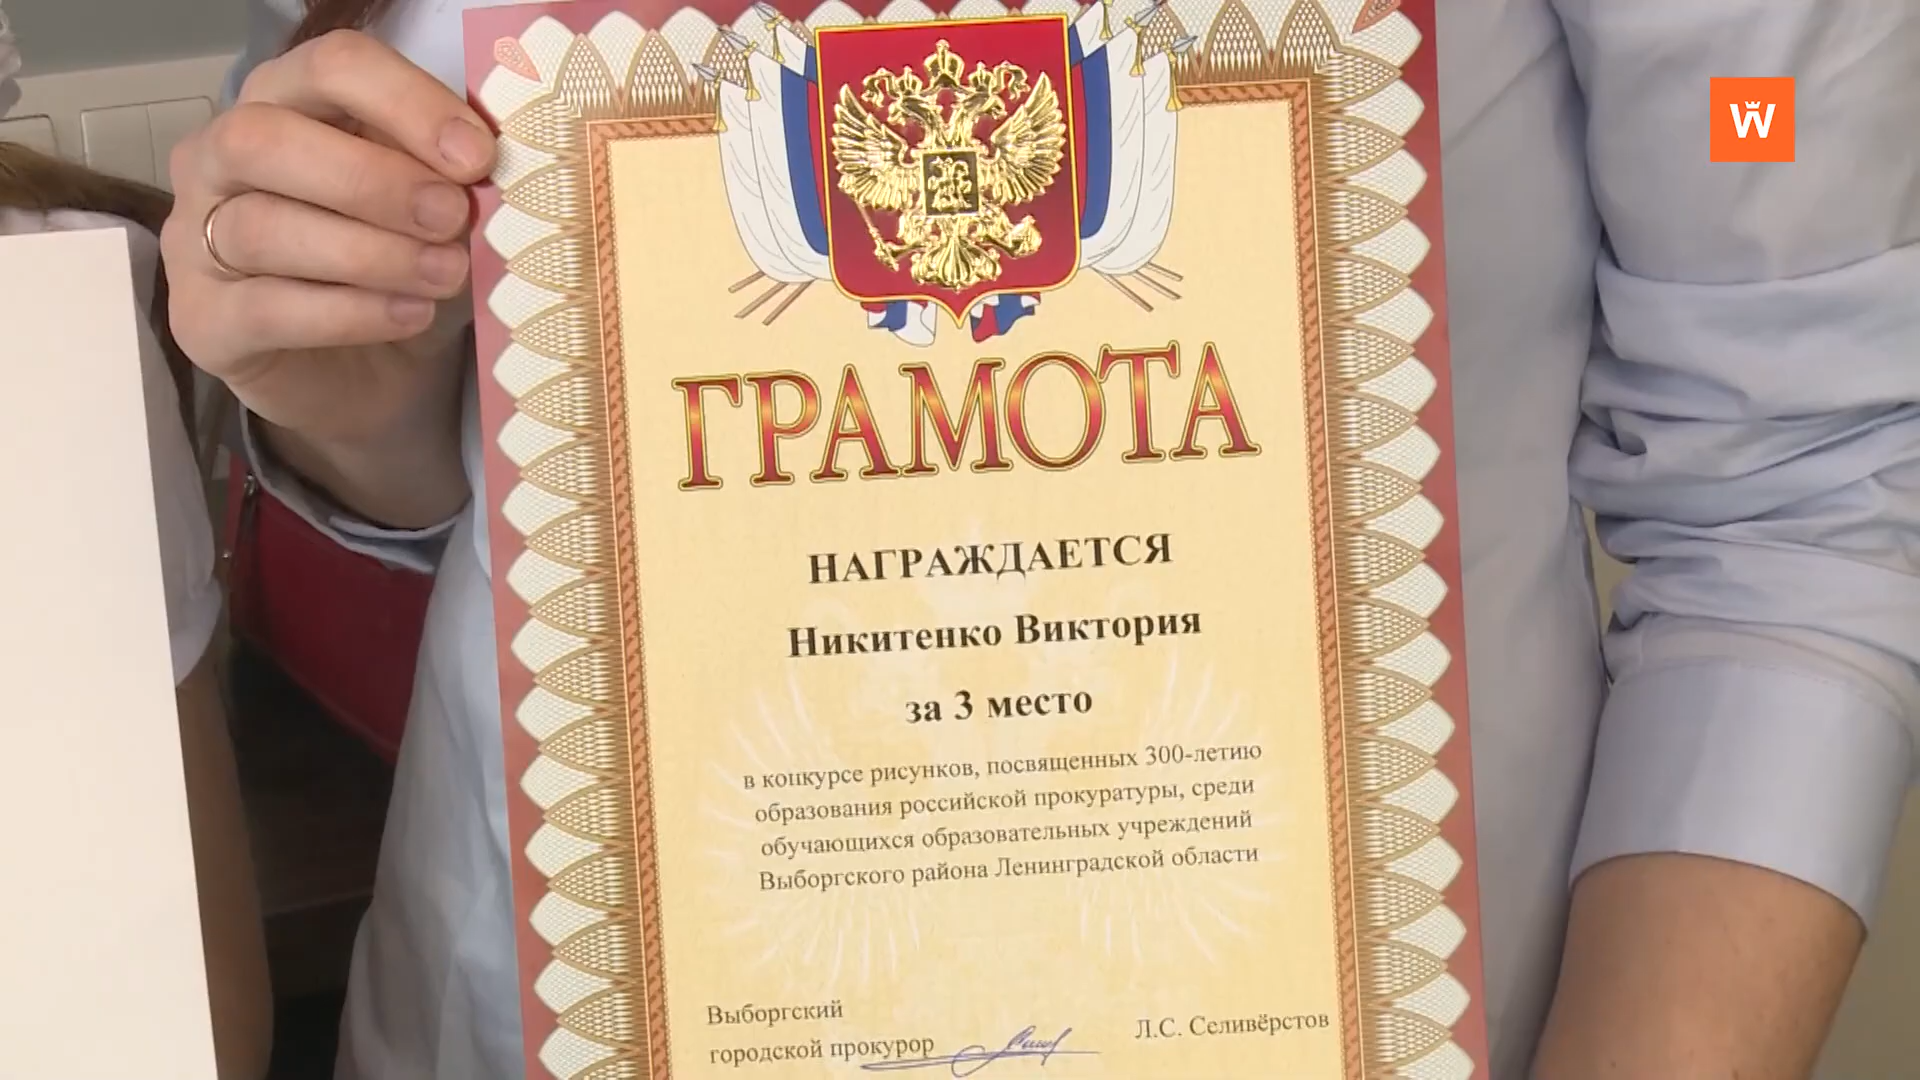 W
ГРАМОТА
НАГРАЖДАЕТСЯ
Никитенко Виктория
за 3 место
в конкурсе рисунков, посвященных 300-летию
образования российской прокуратуры, среди
обучающихся образовательных учреждений
Выборгского района Ленинградской области
Выборгский
городской прокурор Л.С. Селивёрстов